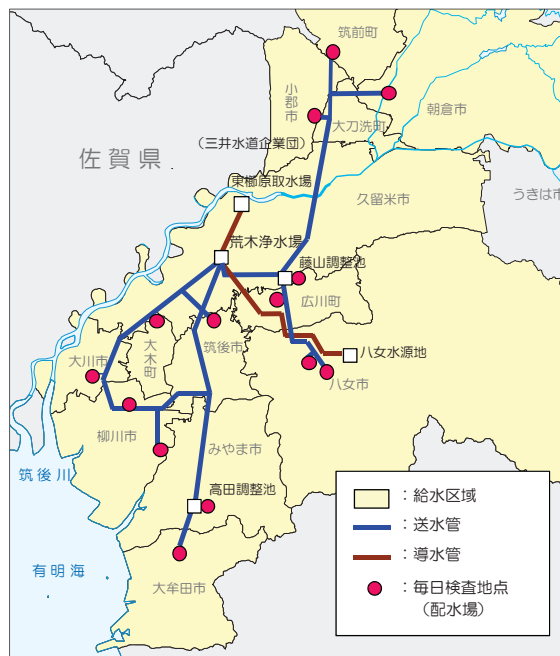 筑前町
小郡市
朝倉市
大刀洗町
(三井水道企業団)
佐賀県
うきは市
東櫛原取水場
久留米市
荒木浄水場
藤山調整池
広川町
筑後市
大木町
大川市
八女水源地
八女市
柳川市
みやま市
筑後川
高田調整池
有明海
大牟田市
:給水区域
:送水管
:導水管
:毎日検査地点
(配水場)